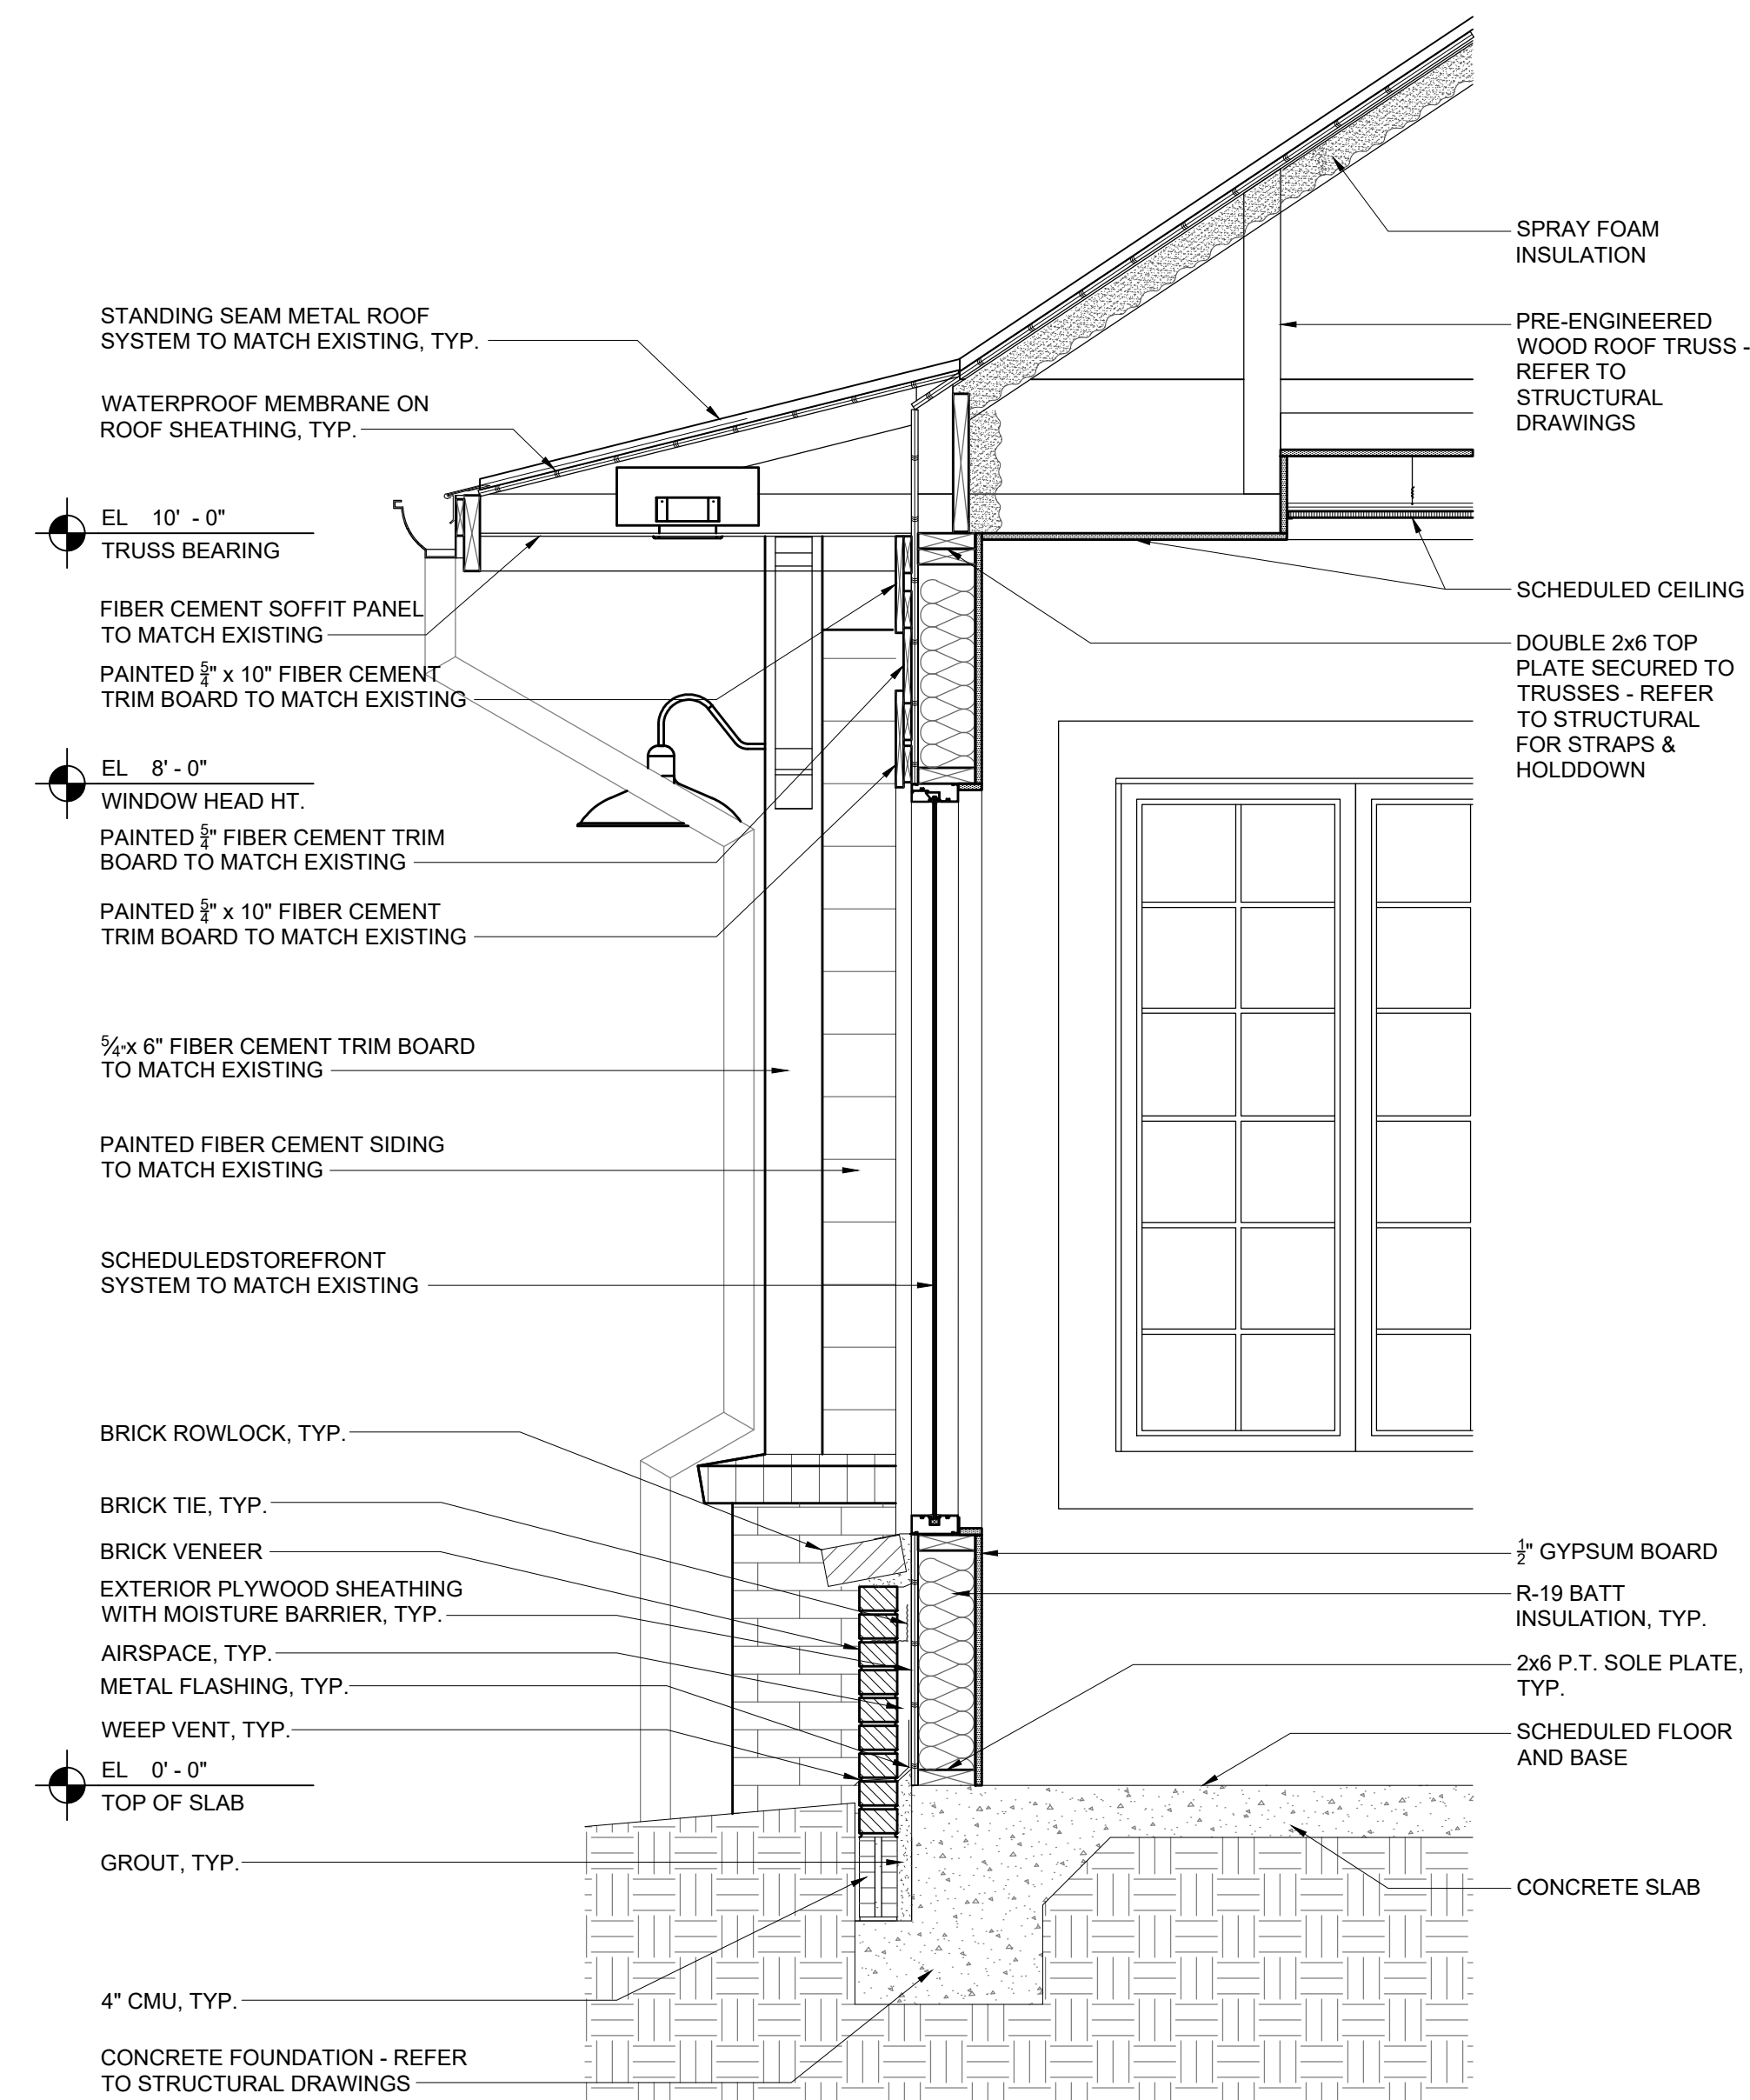 STANDING SEAM METAL ROOF
SYSTEM TO MATCH EXISTING, TYP.
WATERPROOF MEMBRANE ON
ROOF SHEATHING, TYP.
EL 10' - 0"
TRUSS BEARING
FIBER CEMENT SOFFIT PANEL
TO MATCH EXISTING
PAINTED 5/4" x 10" FIBER CEMENT
TRIM BOARD TO MATCH EXISTING
EL 8' - 0"
WINDOW HEAD HT.
PAINTED 5/4" FIBER CEMENT TRIM
BOARD TO MATCH EXISTING
PAINTED 5/4" x 10" FIBER CEMENT
TRIM BOARD TO MATCH EXISTING
5/4"x 6" FIBER CEMENT TRIM BOARD
TO MATCH EXISTING
PAINTED FIBER CEMENT SIDING
TO MATCH EXISTING
SCHEDULEDSTOREFRONT
SYSTEM TO MATCH EXISTING
BRICK ROWLOCK, TYP.
BRICK TIE, TYP.
BRICK VENEER
EXTERIOR PLYWOOD SHEATHING
WITH MOISTURE BARRIER, TYP.
AIRSPACE, TYP.
METAL FLASHING, TYP.
WEEP VENT, TYP.
EL 0' - 0"
TOP OF SLAB
GROUT, TYP.
4" CMU, TYP.
CONCRETE FOUNDATION - REFER
TO STRUCTURAL DRAWINGS
SPRAY FOAM
INSULATION
PRE-ENGINEERED
WOOD ROOF TRUSS -
REFER TO
STRUCTURAL
DRAWINGS
SCHEDULED CEILING
DOUBLE 2x6 TOP
PLATE SECURED TO
TRUSSES - REFER
TO STRUCTURAL
FOR STRAPS &
HOLDDOWN
1/2" GYPSUM BOARD
R-19 BATT
INSULATION, TYP.
2x6 P.T. SOLE PLATE,
TYP.
SCHEDULED FLOOR
AND BASE
CONCRETE SLAB